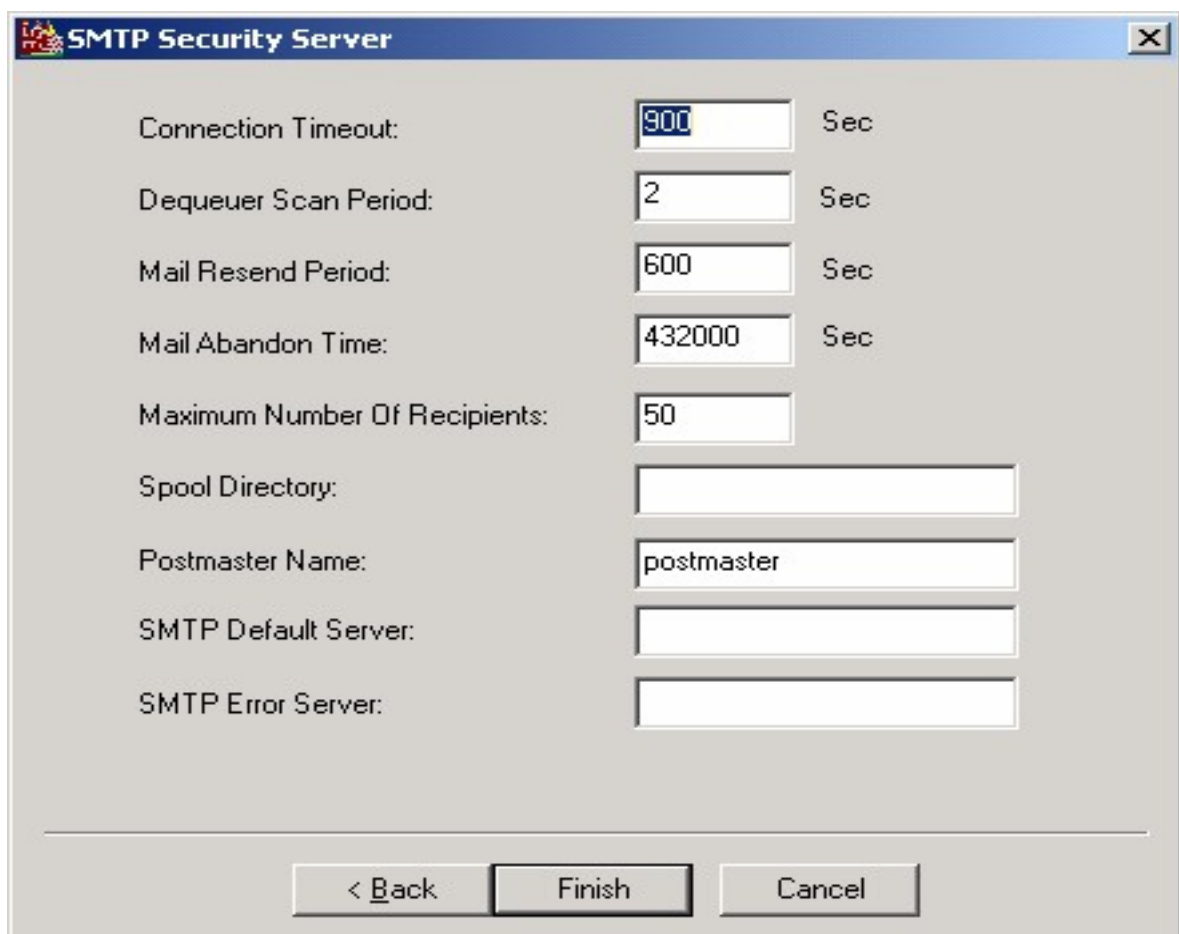 SMTP Security Server
Connection Timeout: 900 Sec
Dequeuer Scan Period: 2 Sec
Mail Resend Period: 600 Sec
Mail Abandon Time: 432000 Sec
Maximum Number Of Recipients: 50
Spool Directory:
Postmaster Name: postmaster
SMTP Default Server:
SMTP Error Server:
< Back Finish Cancel